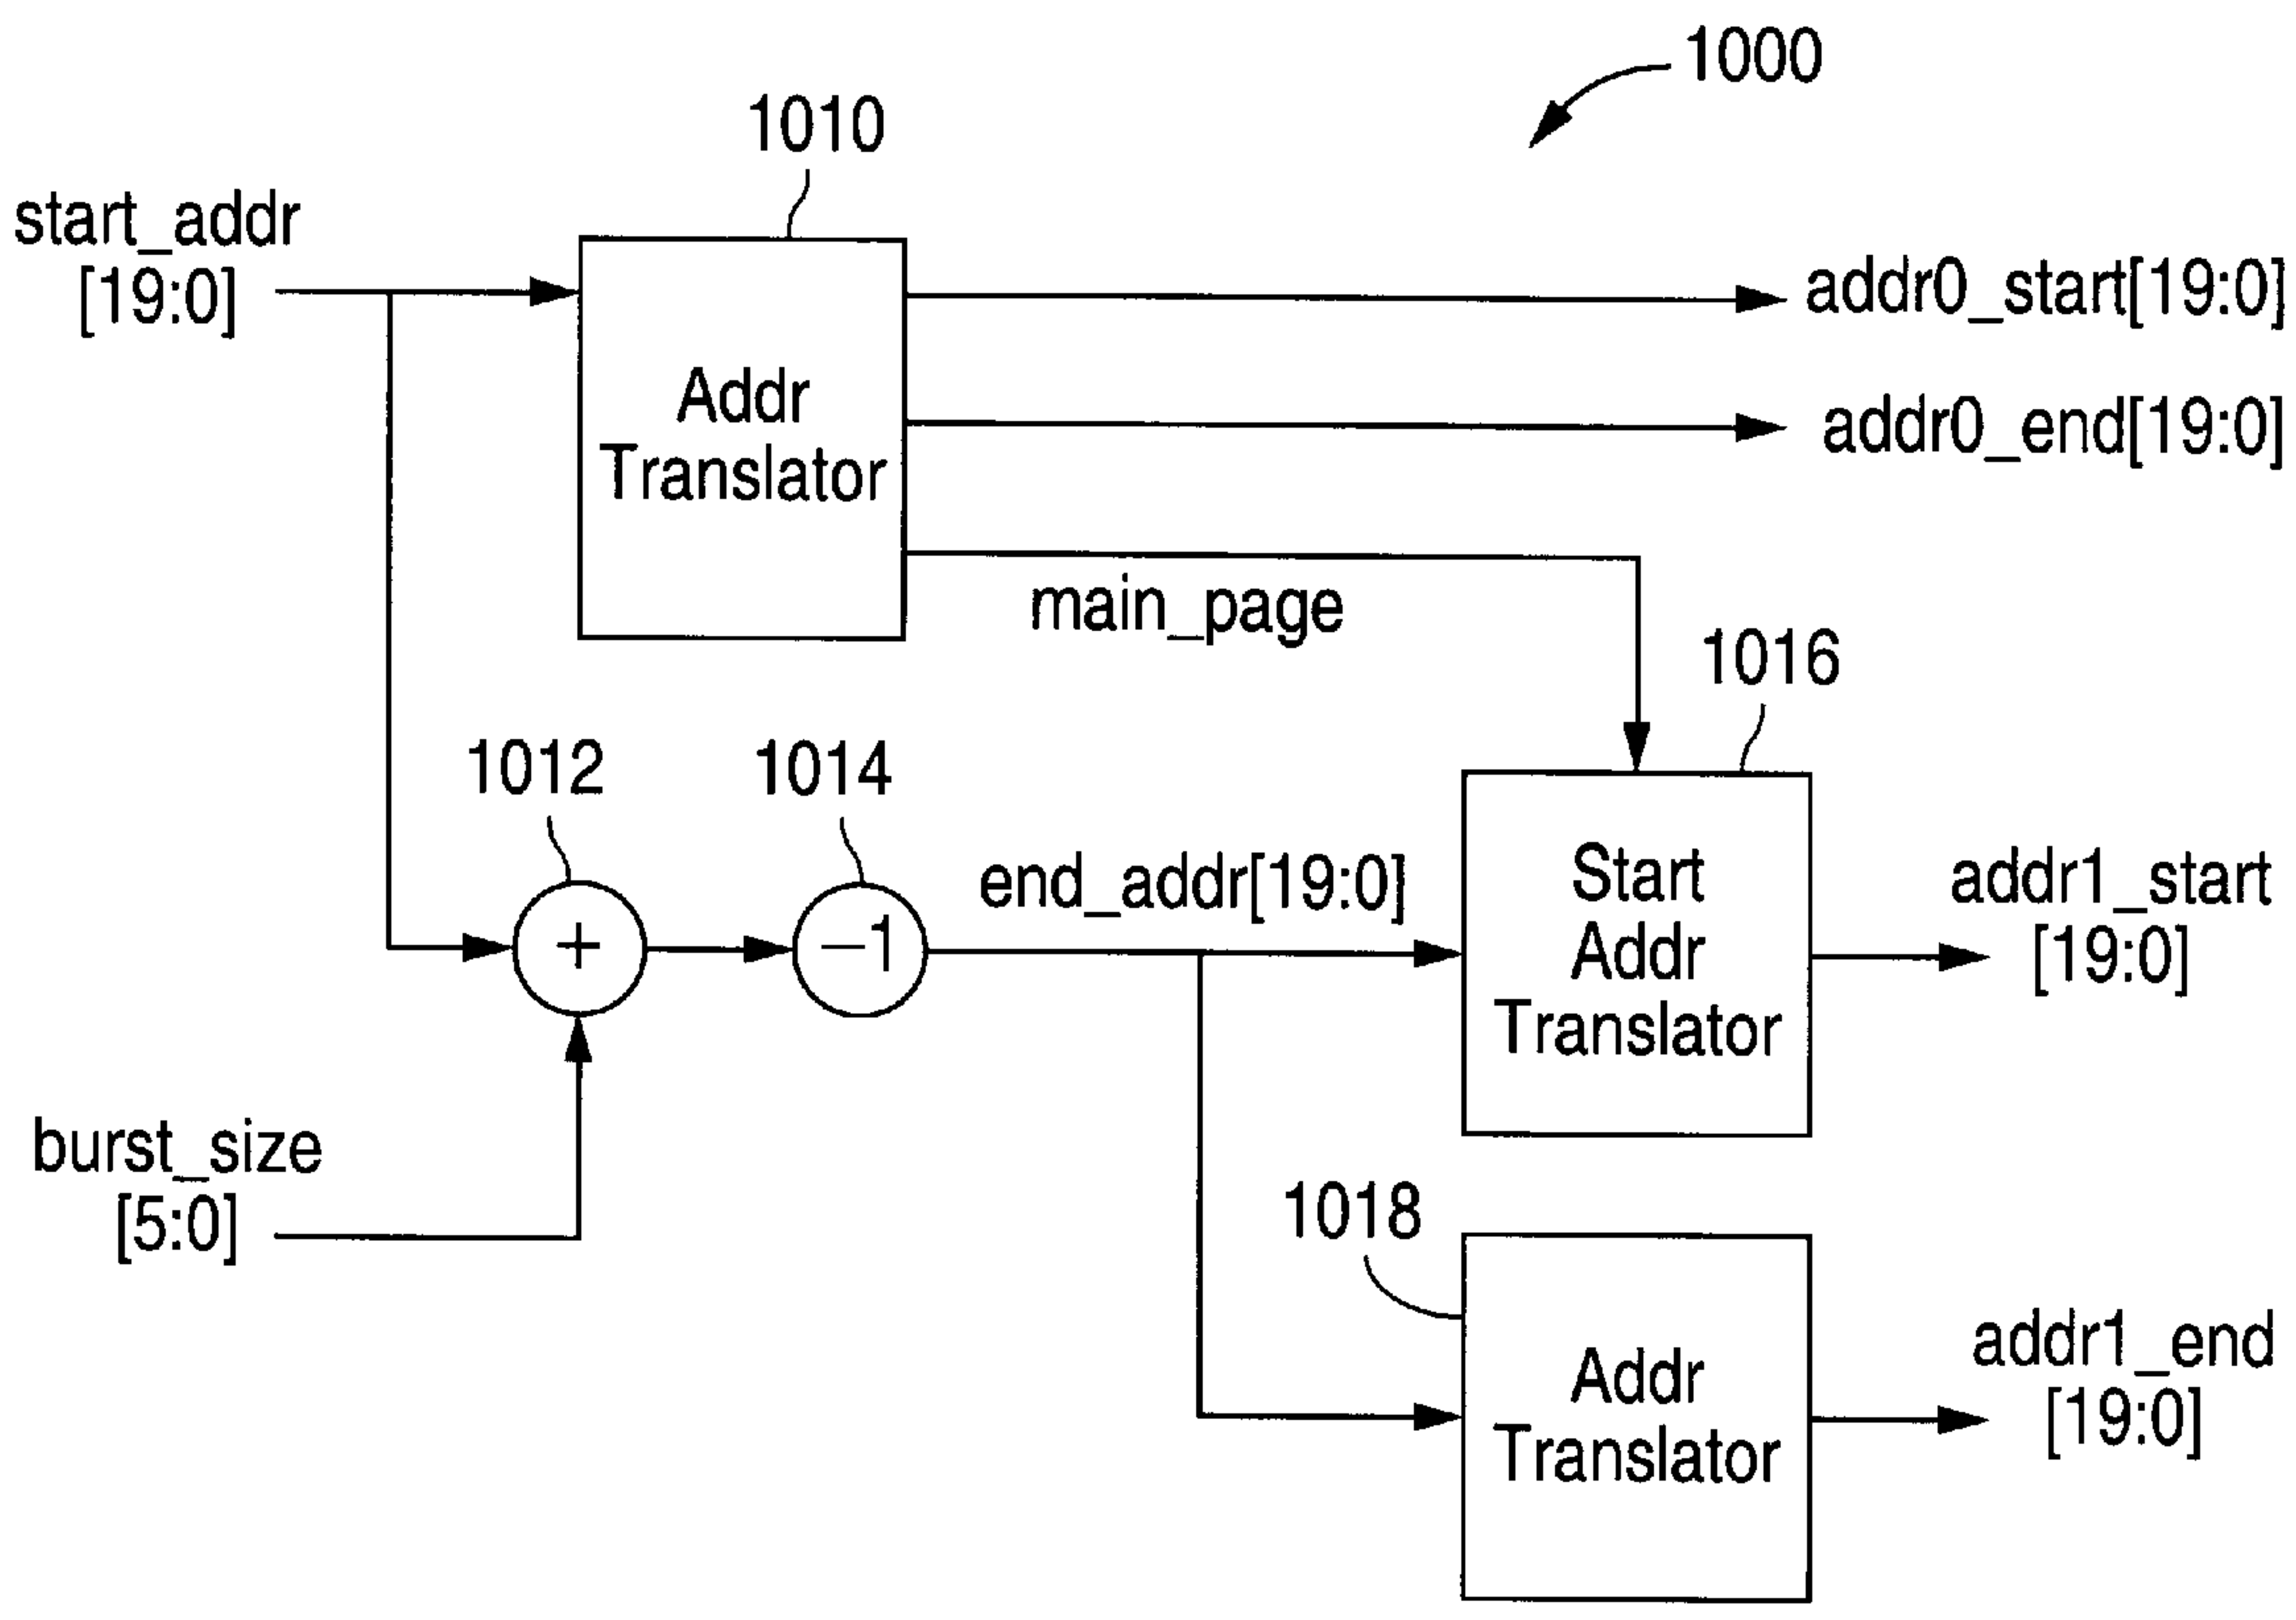 1000
1010
start_addr
[19:0]
addr0_start[19:0]
Addr
Translator
addr0_end[19:0]
main_page
1016
1012
1014
end_addr[19:0]
Start
Addr
Translator
addr1_start
[19:0]
+
–1
burst_size
[5:0]
1018
Addr
Translator
addr1_end
[19:0]